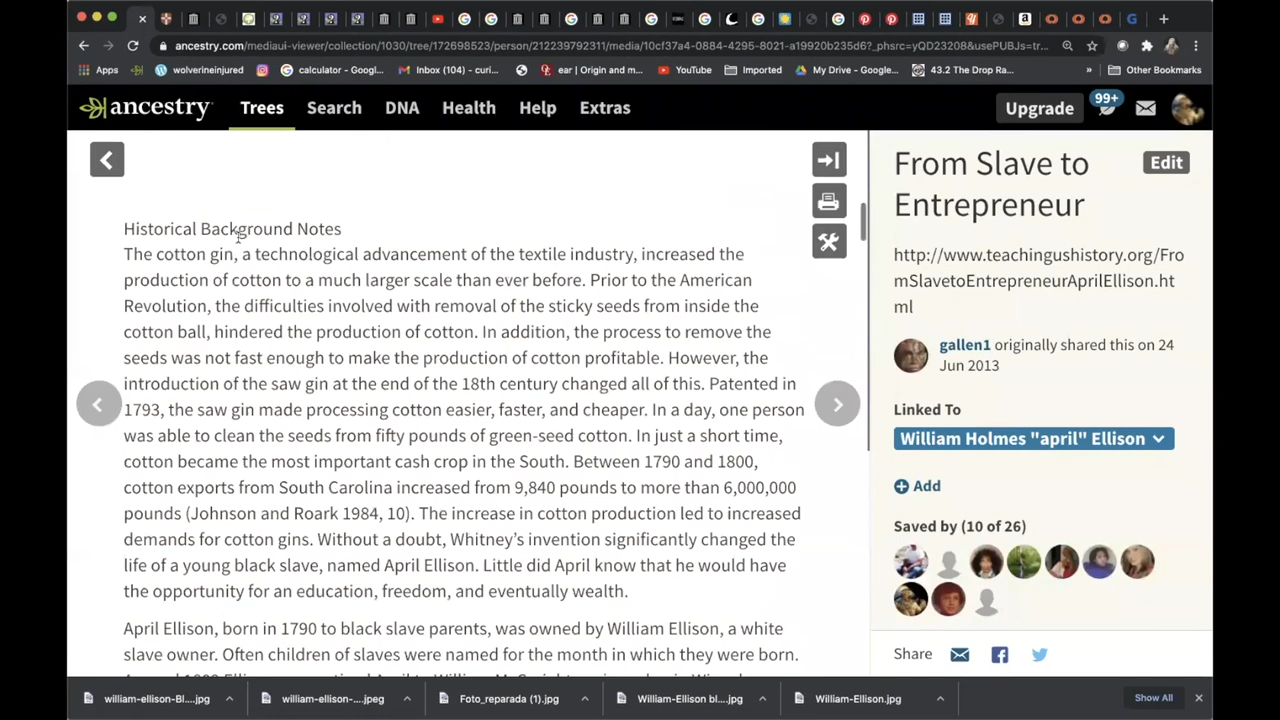 ancestry.com/mediaui-viewer/collection/1030/tree/172698523/person/212239792311/media/10cf37a4-0884-4295-8021-a19920b235d6?_phsrc=yQD23208&usePUBJs=tr...
Apps
wolverineinjured
calculator - Googl...
Inbox (104) - curi...
ear | Origin and m...
YouTube
Imported
My Drive - Google...
43.2 The Drop Ra...
»
Other Bookmarks
ancestry
Trees
Search
DNA
Health
Help
Extras
Upgrade
99+
Historical Background Notes
The cotton gin, a technological advancement of the textile industry, increased the
production of cotton to a much larger scale than ever before. Prior to the American
Revolution, the difficulties involved with removal of the sticky seeds from inside the
cotton ball, hindered the production of cotton. In addition, the process to remove the
seeds was not fast enough to make the production of cotton profitable. However, the
introduction of the saw gin at the end of the 18th century changed all of this. Patented in
1793, the saw gin made processing cotton easier, faster, and cheaper. In a day, one person
was able to clean the seeds from fifty pounds of green-seed cotton. In just a short time,
cotton became the most important cash crop in the South. Between 1790 and 1800,
cotton exports from South Carolina increased from 9,840 pounds to more than 6,000,000
pounds (Johnson and Roark 1984, 10). The increase in cotton production led to increased
demands for cotton gins. Without a doubt, Whitney's invention significantly changed the
life of a young black slave, named April Ellison. Little did April know that he would have
the opportunity for an education, freedom, and eventually wealth.
April Ellison, born in 1790 to black slave parents, was owned by William Ellison, a white
slave owner. Often children of slaves were named for the month in which they were born.
From Slave to
Entrepreneur
Edit
http://www.teachingushistory.org/Fro
mSlavetoEntrepreneurAprilEllison.ht
ml
gallen1 originally shared this on 24
Jun 2013
Linked To
William Holmes "april" Ellison
Add
Saved by (10 of 26)
Share
william-ellison-Bl....jpg
william-ellison-....jpeg
Foto_reparada (1).jpg
William-Ellison bl....jpg
William-Ellison.jpg
Show All